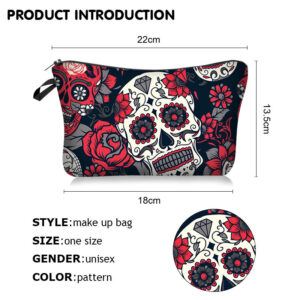 PRODUCT INTRODUCTION
22cm
13.5cm
18cm
STYLE:make up bag
SIZE:one size
GENDER:unisex
COLOR:pattern